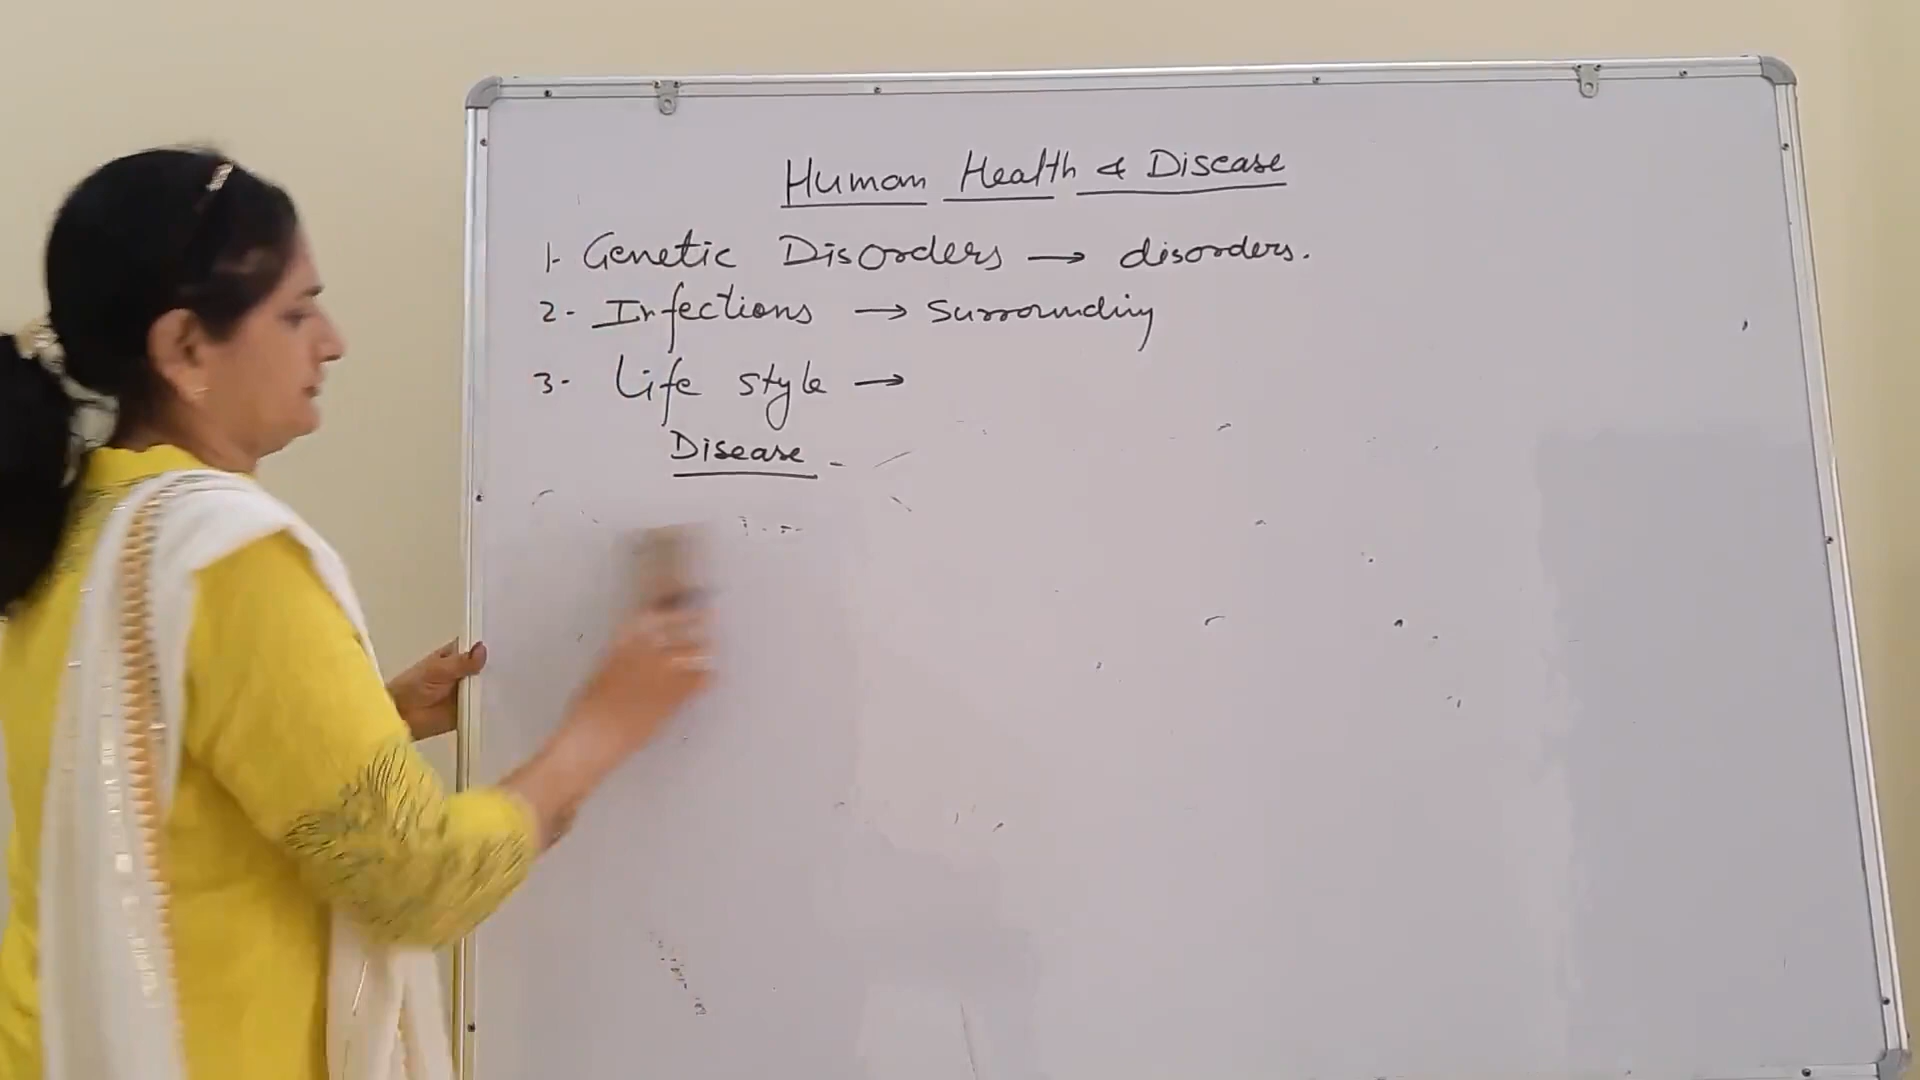 Human Health & Disease
1- Genetic Disorders → disorders.
2- Infections → Surrounding
3- Life style →
Disease -